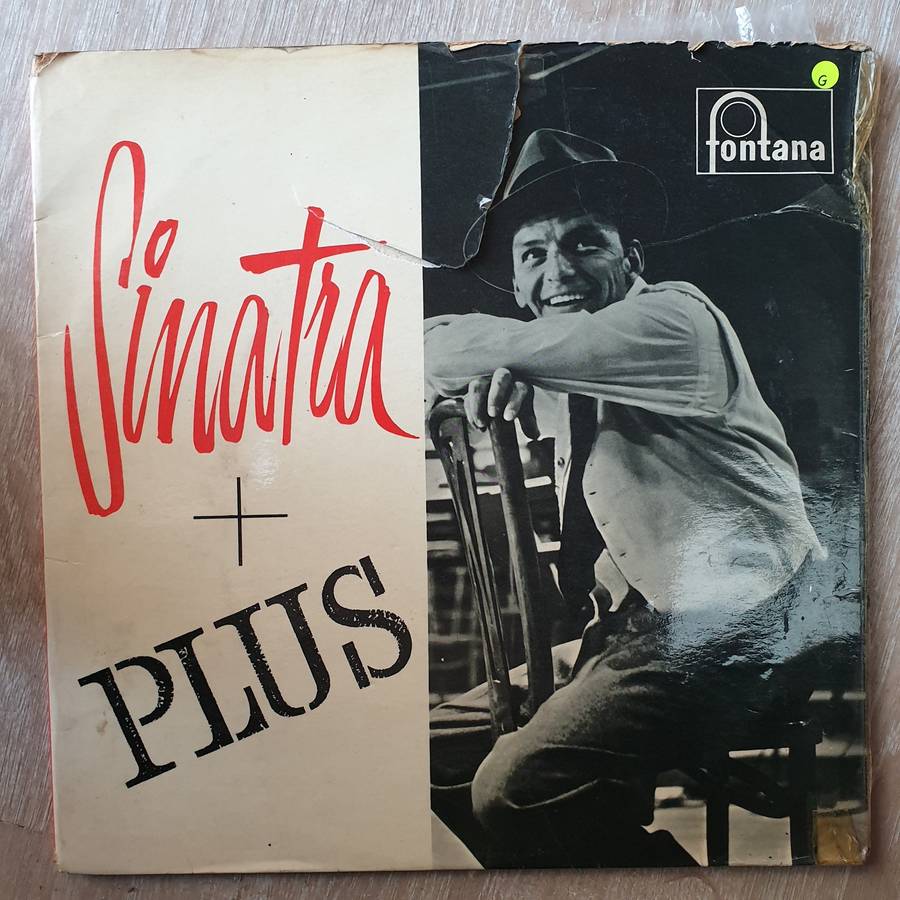 G
fontana
Sinatra
+
PLUS